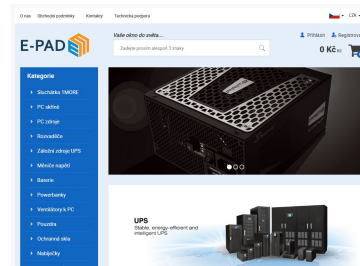 O nás Obchodní podmínky Kontakty Technická podpora CZK
E-PAD
Vaše okno do světa...
Zadejte prosím alespoň 3 znaky
Přihlásit Registrovat
0 Kč
Kategorie
Sluchátka 1MORE
PC skříně
PC zdroje
Rozvaděče
Záložní zdroje UPS
Měniče napětí
Baterie
Powerbanky
Ventilátory k PC
Pouzdra
Ochranná skla
Nabíječky
UPS
Stable, energy-efficient and
intelligent UPS